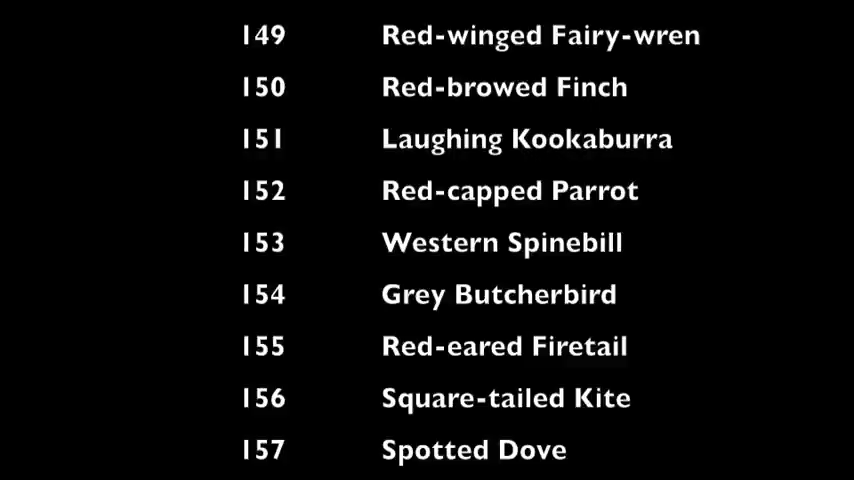 149 Red-winged Fairy-wren
150 Red-browed Finch
151 Laughing Kookaburra
152 Red-capped Parrot
153 Western Spinebill
154 Grey Butcherbird
155 Red-eared Firetail
156 Square-tailed Kite
157 Spotted Dove